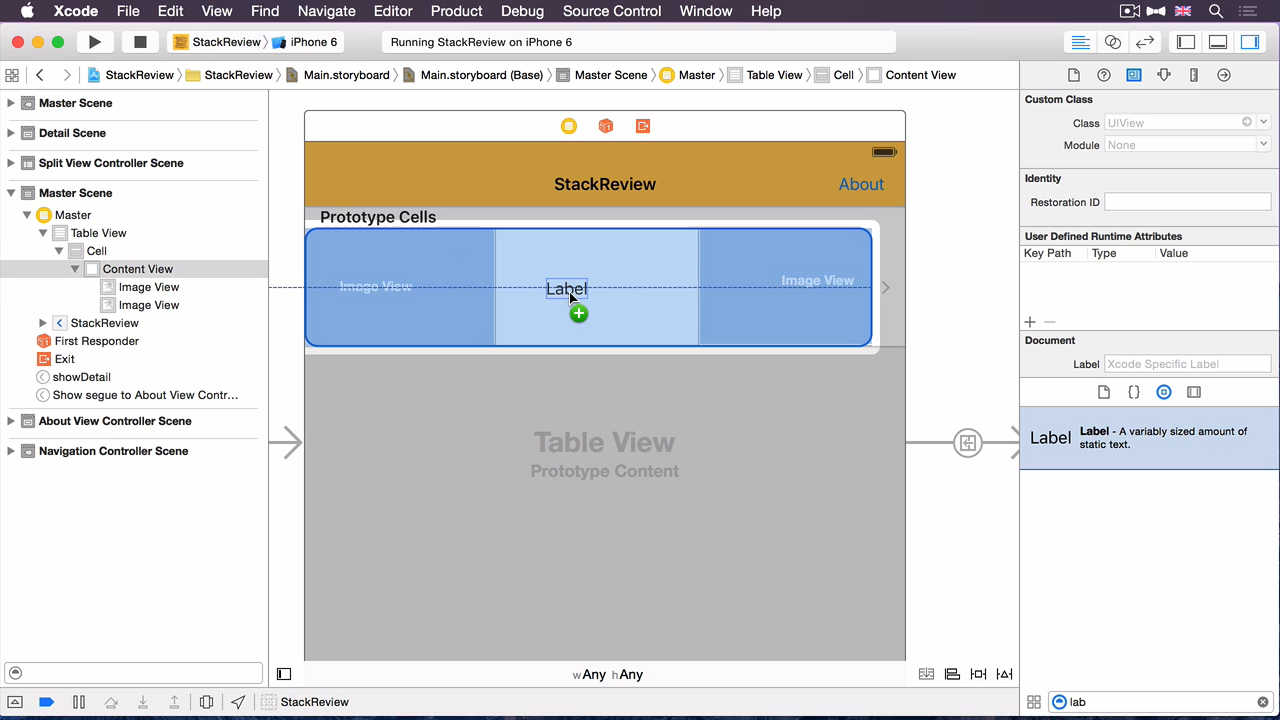 Xcode File Edit View Find Navigate Editor Product Debug Source Control Window Help
StackReview iPhone 6 Running StackReview on iPhone 6
StackReview StackReview Main.storyboard Main.storyboard (Base) Master Scene Master Table View Cell Content View
Master Scene
Detail Scene
Split View Controller Scene
Master Scene
Master
Table View
Cell
Content View
Image View
Image View
StackReview
First Responder
Exit
showDetail
Show segue to About View Contr...
About View Controller Scene
Navigation Controller Scene
StackReview About
Prototype Cells
Image View Label Image View
Table View
Prototype Content
wAny hAny
StackReview
Custom Class
Class UIView
Module None
Identity
Restoration ID
User Defined Runtime Attributes
Key Path Type Value
Document
Label Xcode Specific Label
Label Label - A variably sized amount of
static text.
lab